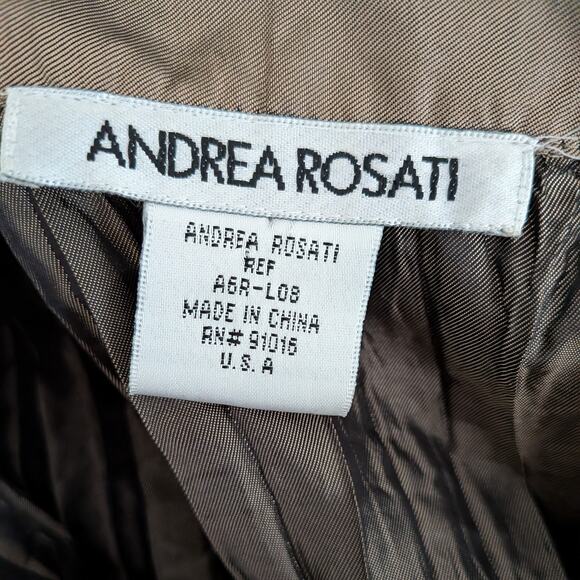 ANDREA ROSATI
ANDREA ROSATI
REF
A6R-L08
MADE IN CHINA
RN# 91016
U.S.A